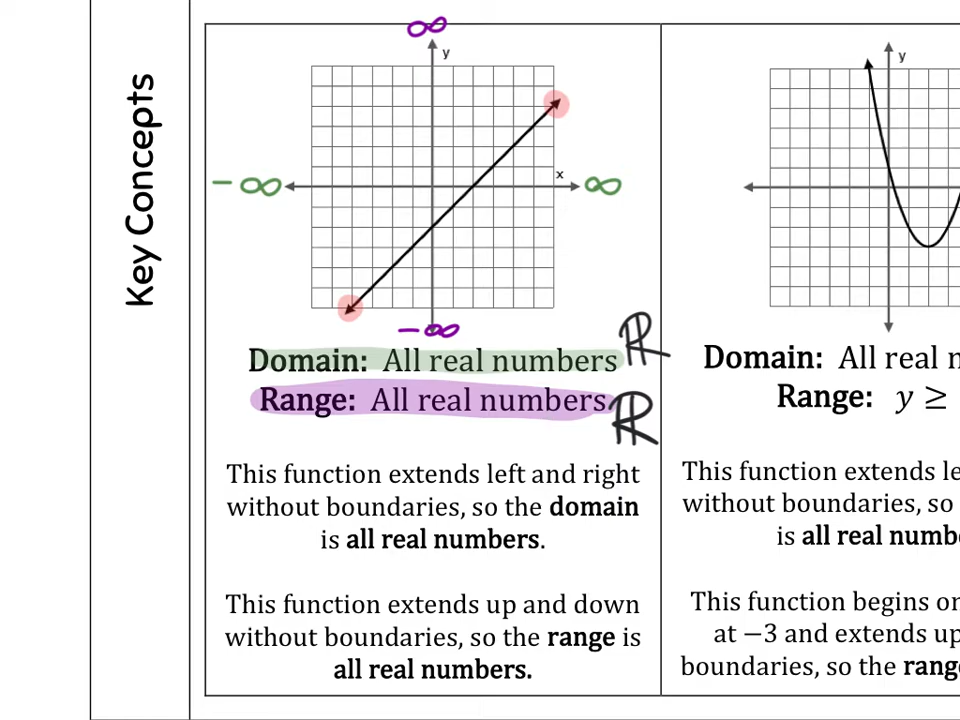 Key Concepts
∞
y
x
− ∞
∞
− ∞
Domain: All real numbers ℝ
Range: All real numbers ℝ
This function extends left and right
without boundaries, so the domain
is all real numbers.
This function extends up and down
without boundaries, so the range is
all real numbers.
y
Domain: All real n
Range: y ≥
This function extends le
without boundaries, so
is all real numb
This function begins on
at −3 and extends up
boundaries, so the rang